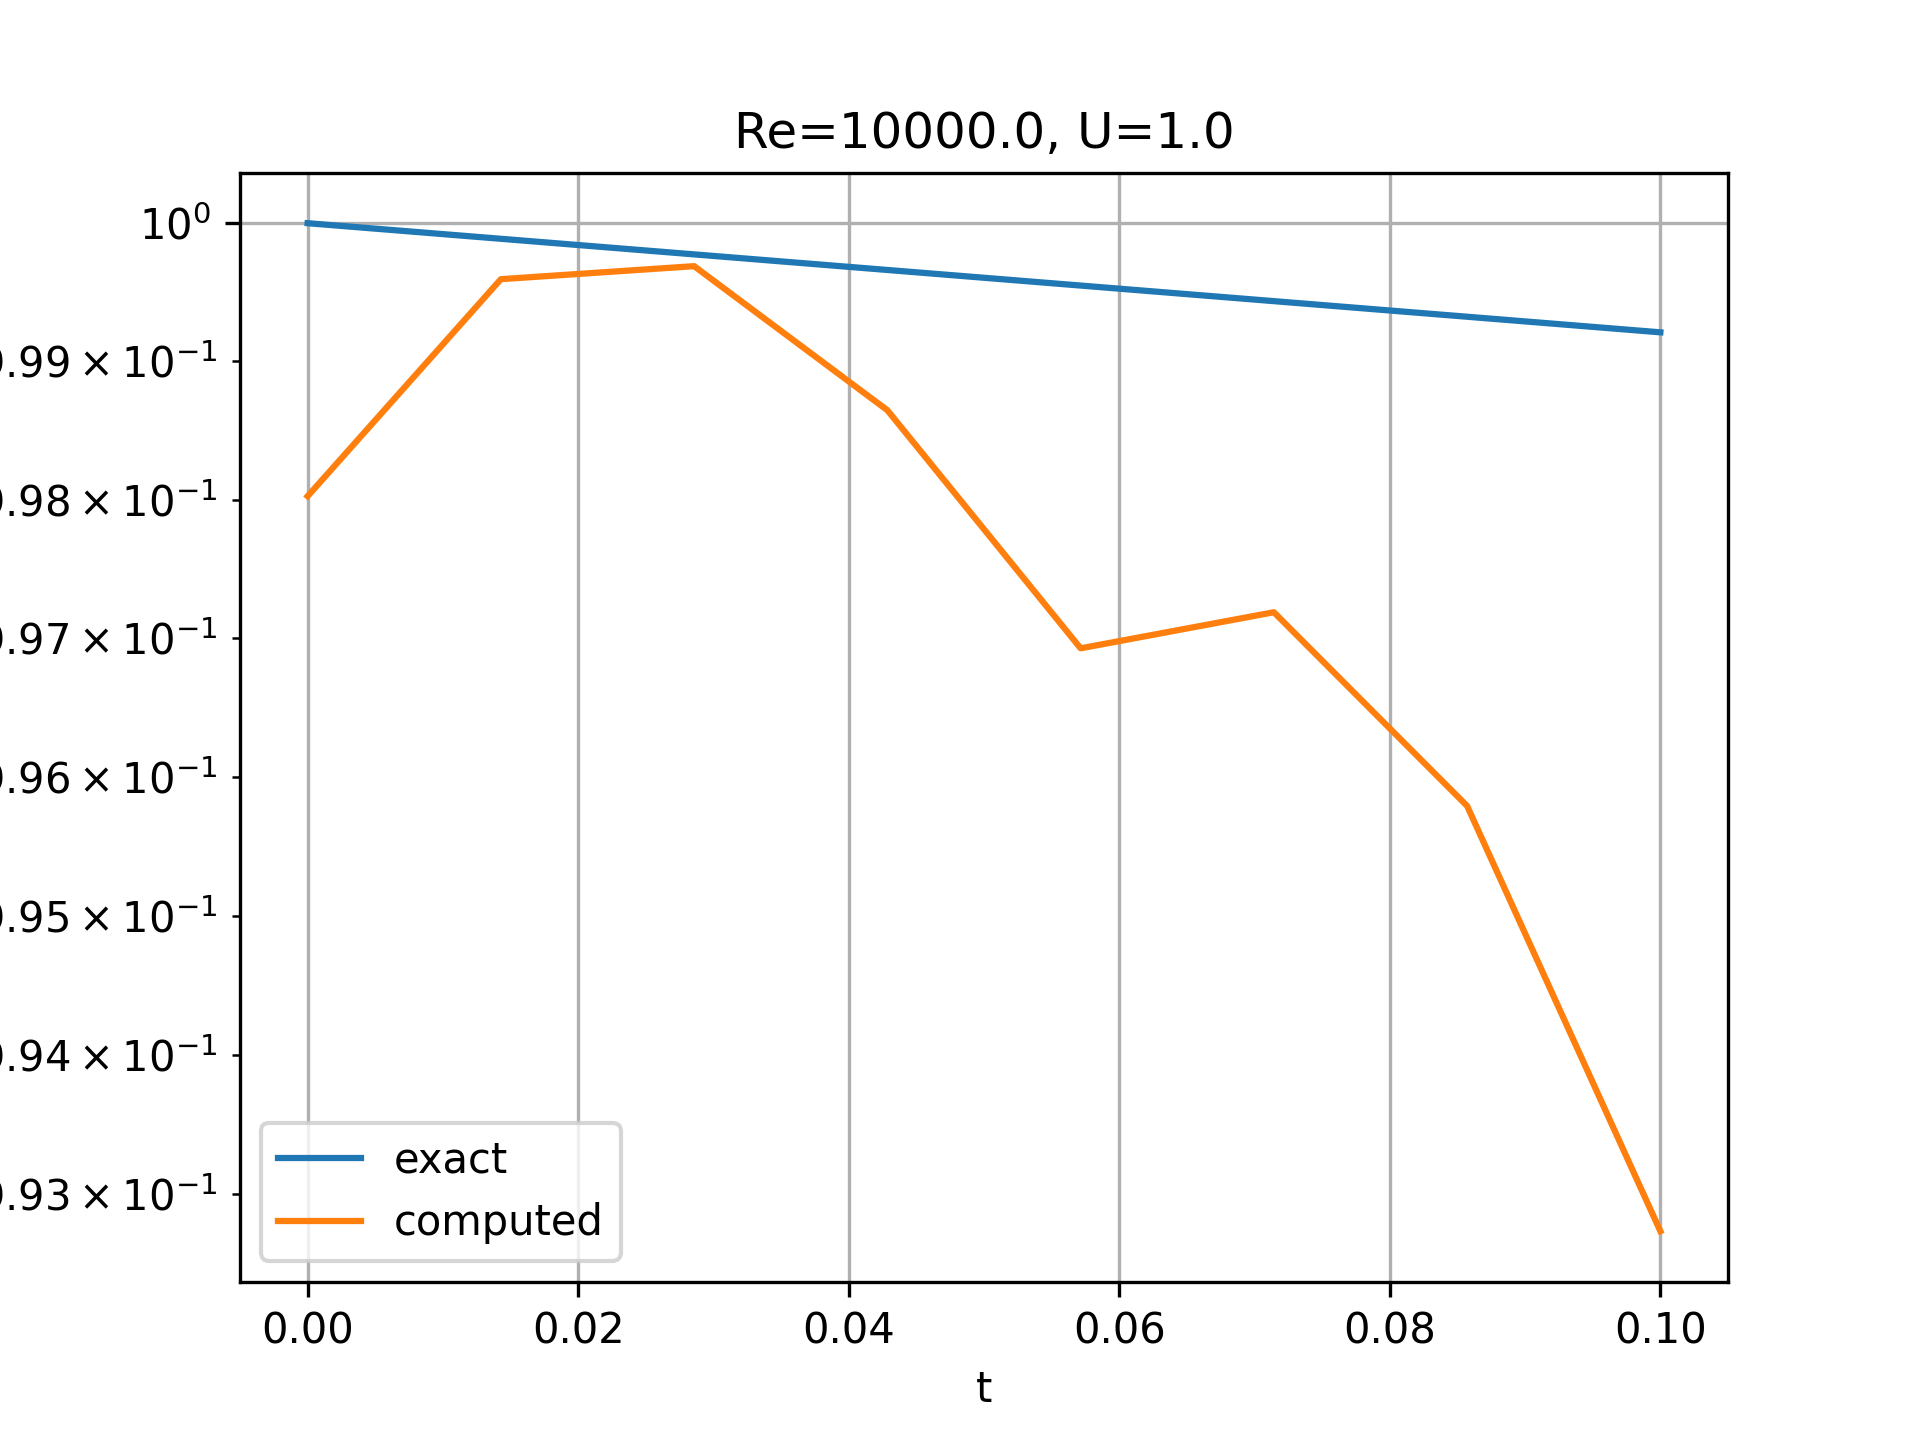 Re=10000.0, U=1.0
10⁰
.99 × 10⁻¹
.98 × 10⁻¹
.97 × 10⁻¹
.96 × 10⁻¹
.95 × 10⁻¹
.94 × 10⁻¹
.93 × 10⁻¹
exact
computed
0.00 0.02 0.04 0.06 0.08 0.10
t